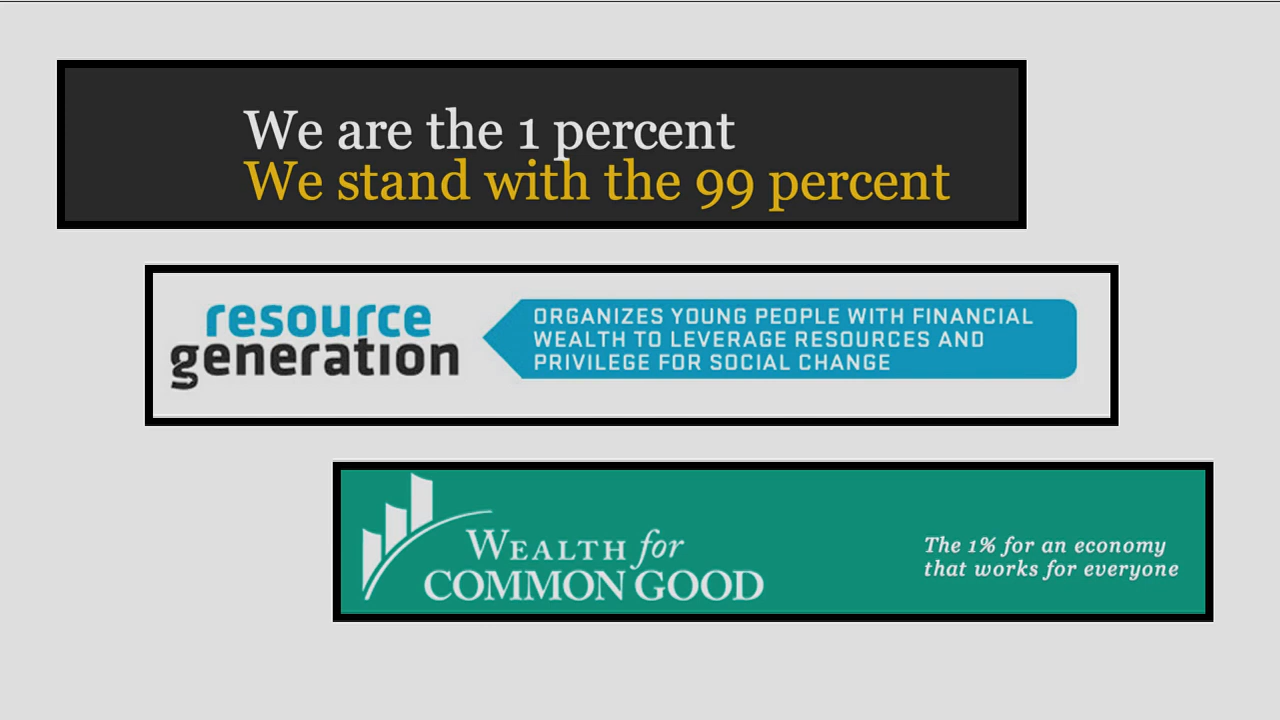 We are the 1 percent
We stand with the 99 percent
resource
generation
ORGANIZES YOUNG PEOPLE WITH FINANCIAL
WEALTH TO LEVERAGE RESOURCES AND
PRIVILEGE FOR SOCIAL CHANGE
WEALTH for
COMMON GOOD
The 1% for an economy
that works for everyone